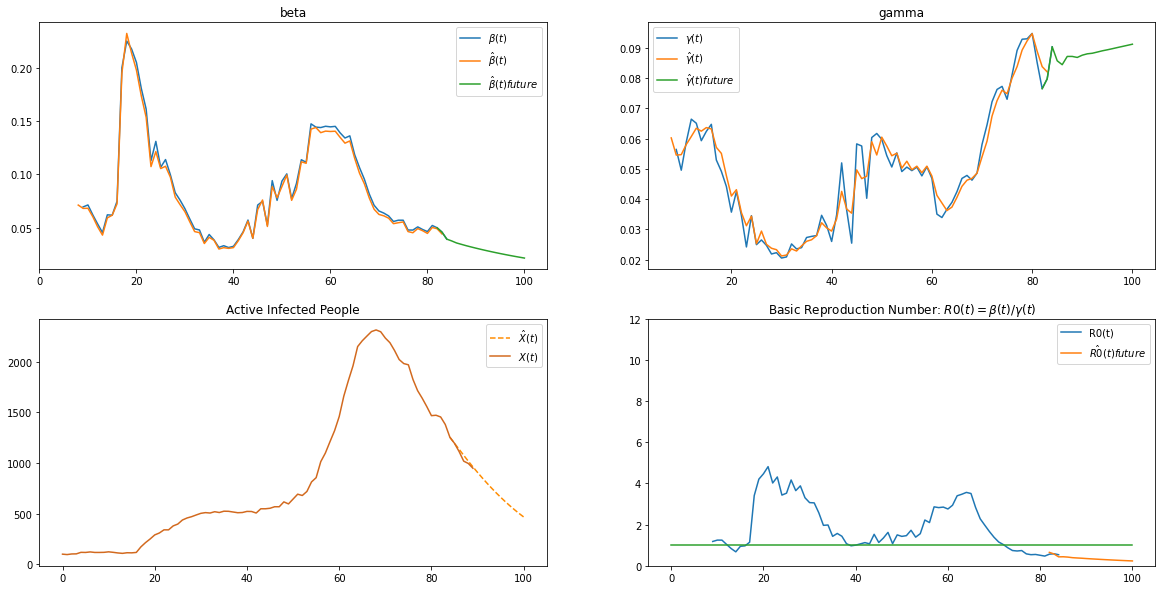 beta
β(t)
β̂(t)
β̂(t)future
0.20
0.15
0.10
0.05
0 20 40 60 80 100
gamma
γ(t)
γ̂(t)
γ̂(t)future
0.09
0.08
0.07
0.06
0.05
0.04
0.03
0.02
20 40 60 80 100
Active Infected People
X̂(t)
X(t)
2000
1500
1000
500
0
0 20 40 60 80 100
Basic Reproduction Number: R0(t) = β(t)/γ(t)
R0(t)
R0̂(t)future
12
10
8
6
4
2
0
0 20 40 60 80 100